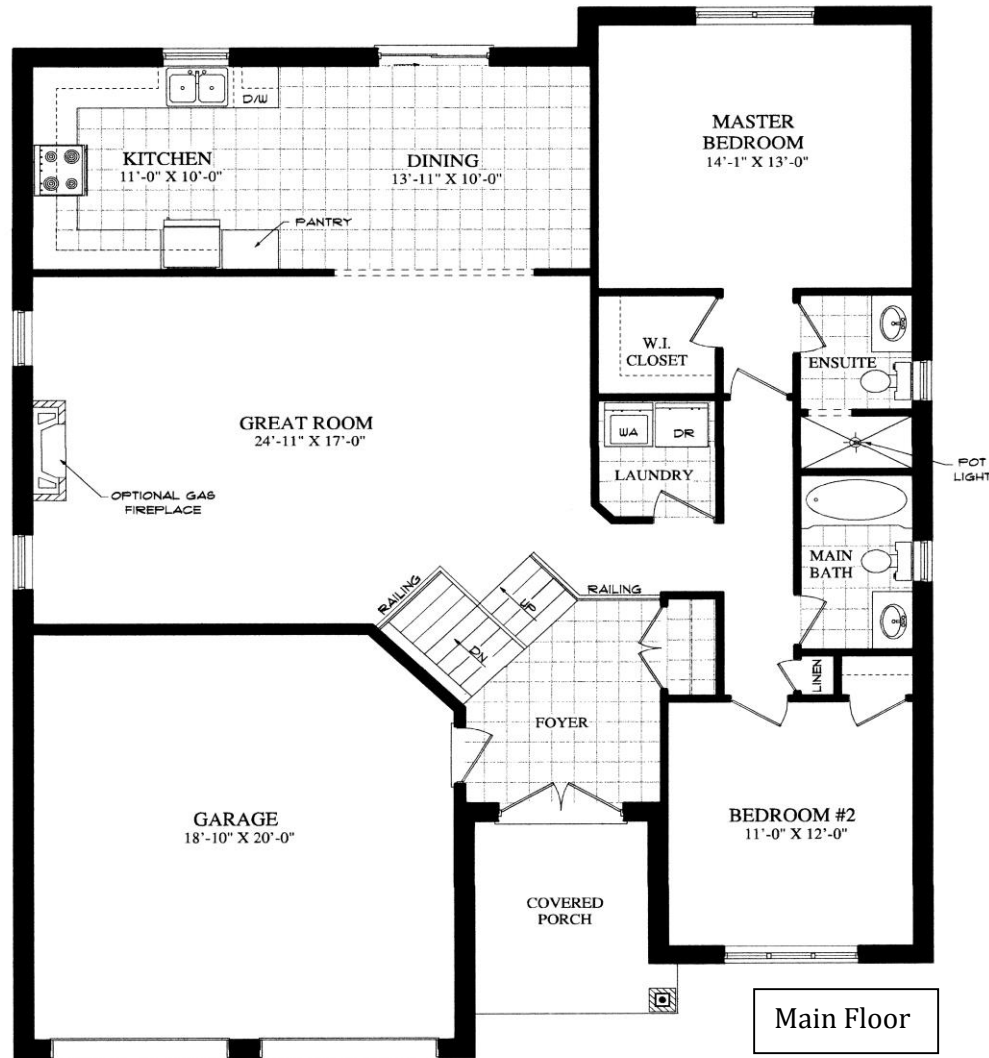 MASTER
BEDROOM
14'-1" X 13'-0"
D/W
KITCHEN
11'-0" X 10'-0"
DINING
13'-11" X 10'-0"
PANTRY
W.I.
CLOSET
ENSUITE
GREAT ROOM
24'-11" X 17'-0"
WA
DR
LAUNDRY
POT
LIGHT
OPTIONAL GAS
FIREPLACE
MAIN
BATH
RAILING
UP
RAILING
DN
LINEN
FOYER
GARAGE
18'-10" X 20'-0"
BEDROOM #2
11'-0" X 12'-0"
COVERED
PORCH
Main Floor